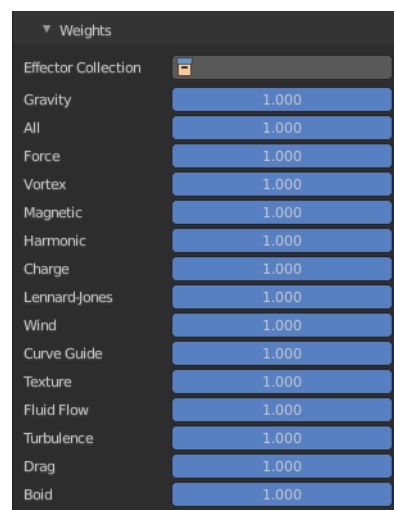 Weights
Effector Collection
Gravity 1.000
All 1.000
Force 1.000
Vortex 1.000
Magnetic 1.000
Harmonic 1.000
Charge 1.000
Lennard-Jones 1.000
Wind 1.000
Curve Guide 1.000
Texture 1.000
Fluid Flow 1.000
Turbulence 1.000
Drag 1.000
Boid 1.000